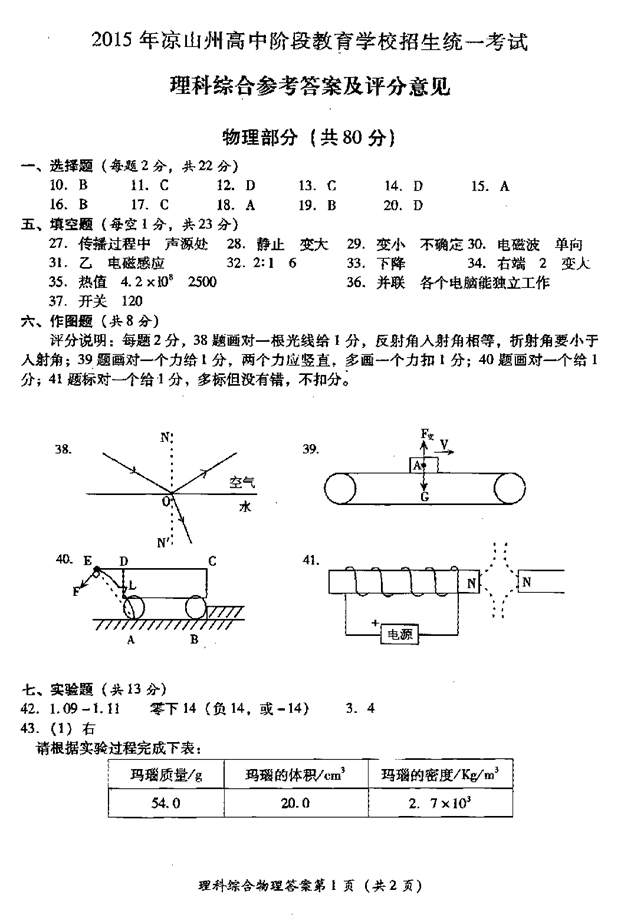 2015年凉山州高中阶段教育学校招生统一考试
理科综合参考答案及评分意见
物理部分（共80分）
一、选择题（每题2分，共22分）
10．B 11．C 12．D 13．C 14．D 15．A
16．B 17．C 18．A 19．B 20．D
五、填空题（每空1分，共23分）
27．传播过程中 声源处 28．静止 变大 29．变小 不确定 30．电磁波 单向
31．乙 电磁感应 32．2∶1 6 33．下降 34．右端 2 变大
35．热值 4.2×10⁸ 2500 36．并联 各个电脑能独立工作
37．开关 120
六、作图题（共8分）
评分说明：每题2分，38题画对一根光线给1分，反射角入射角相等，折射角要小于
入射角；39题画对一个力给1分，两个力应竖直，多画一个力扣1分；40题画对一个给1
分；41题标对一个给1分，多标但没有错，不扣分。
38．
N
空气
O
水
N′
39．
F支
V
A
G
40．
E D C
L
F
A B
41．
N N
+
电源
七、实验题（共13分）
42．1.09－1.11 零下14（负14，或－14） 3．4
43．（1）右
请根据实验过程完成下表：
玛瑙质量/g 玛瑙的体积/cm³ 玛瑙的密度/Kg/m³
54.0 20.0 2．7×10³
理科综合物理答案第1页（共2页）